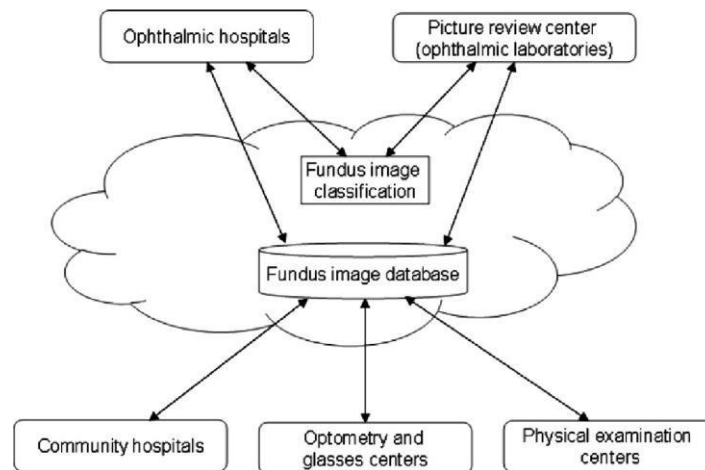 Ophthalmic hospitals
Picture review center
(ophthalmic laboratories)
Fundus image
classification
Fundus image database
Community hospitals
Optometry and
glasses centers
Physical examination
centers